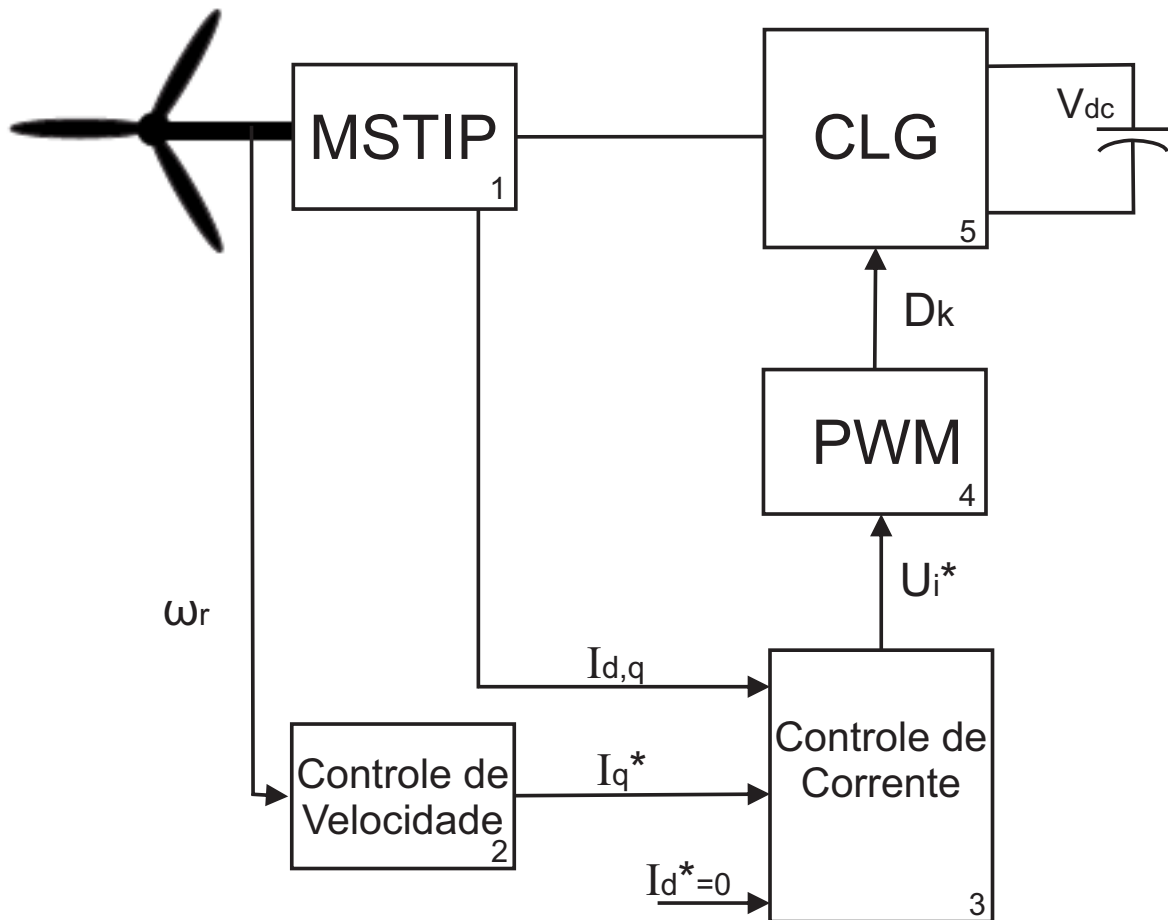 MSTIP
1
CLG
5
Vdc
Dk
PWM
4
Ui*
ωr
Id,q
Controle de
Velocidade
2
Iq*
Controle de
Corrente
3
Id*=0